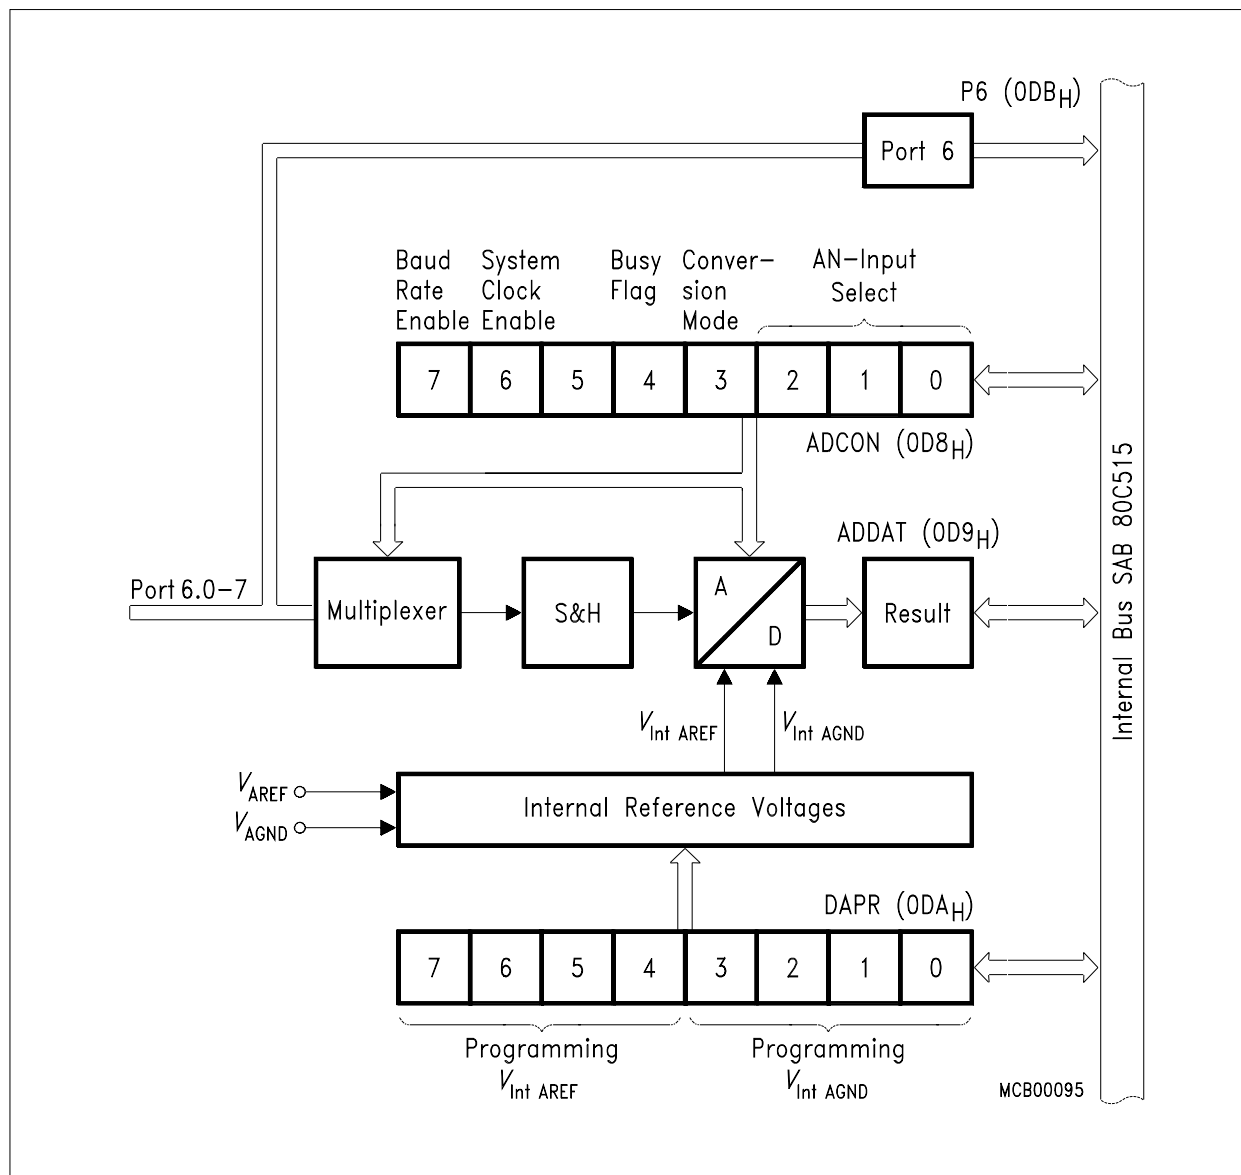 P6 (0DBH)
Port 6
Baud Rate Enable
System Clock Enable
Busy Flag
Conver- sion Mode
AN-Input Select
7 6 5 4 3 2 1 0
ADCON (0D8H)
ADDAT (0D9H)
Port 6.0-7
Multiplexer
S&H
A
D
Result
Internal Bus SAB 80C515
VInt AREF
VInt AGND
VAREF
VAGND
Internal Reference Voltages
DAPR (0DAH)
7 6 5 4 3 2 1 0
Programming
VInt AREF
Programming
VInt AGND
MCB00095